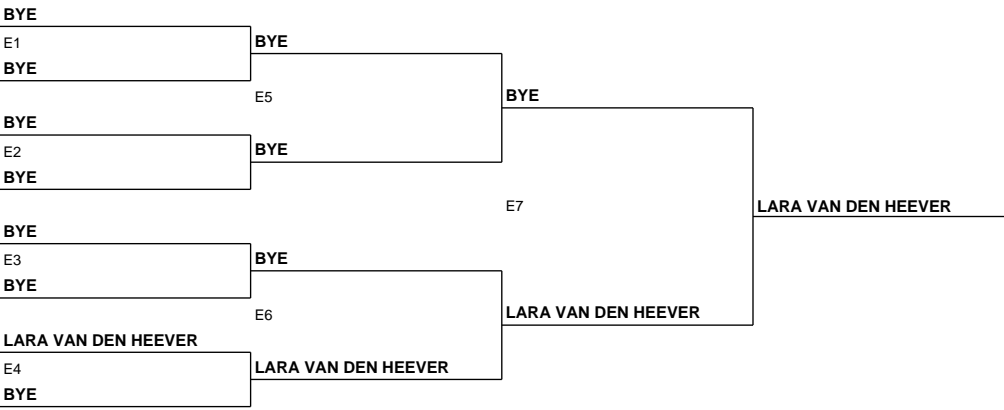 BYE
E1
BYE
BYE
E5
BYE
BYE
E2
BYE
BYE
E7
LARA VAN DEN HEEVER
BYE
E3
BYE
BYE
E6
LARA VAN DEN HEEVER
LARA VAN DEN HEEVER
E4
LARA VAN DEN HEEVER
BYE